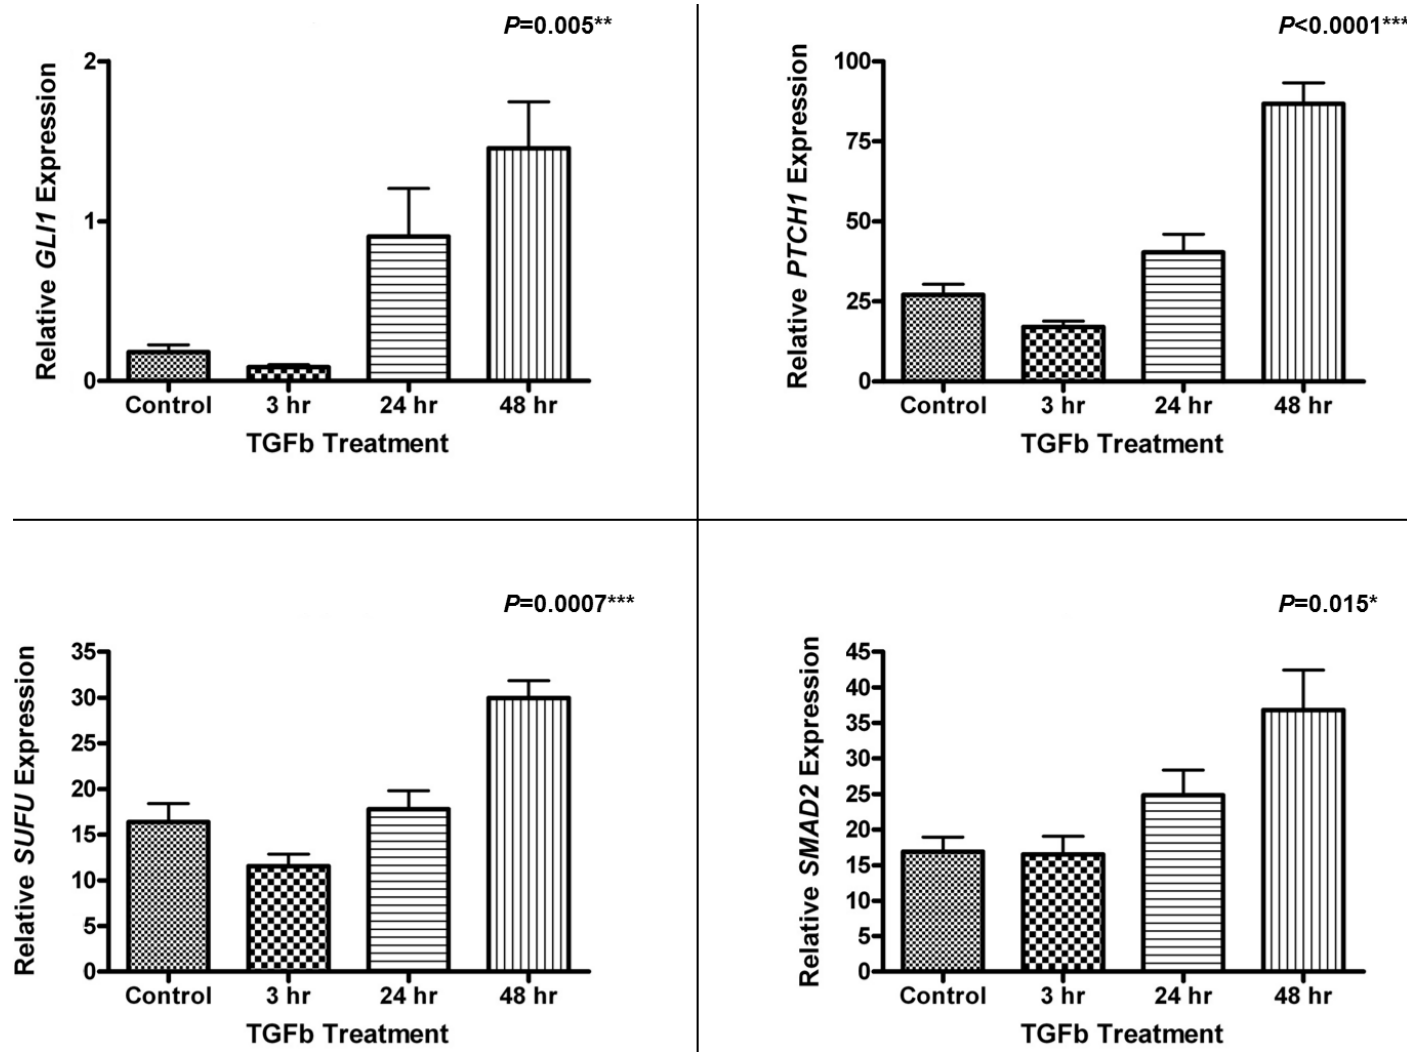 P=0.005**
Relative GLI1 Expression
2
1
0
Control 3 hr 24 hr 48 hr
TGFb Treatment
P<0.0001***
Relative PTCH1 Expression
100
75
50
25
0
Control 3 hr 24 hr 48 hr
TGFb Treatment
P=0.0007***
Relative SUFU Expression
35
30
25
20
15
10
5
0
Control 3 hr 24 hr 48 hr
TGFb Treatment
P=0.015*
Relative SMAD2 Expression
45
40
35
30
25
20
15
10
5
0
Control 3 hr 24 hr 48 hr
TGFb Treatment